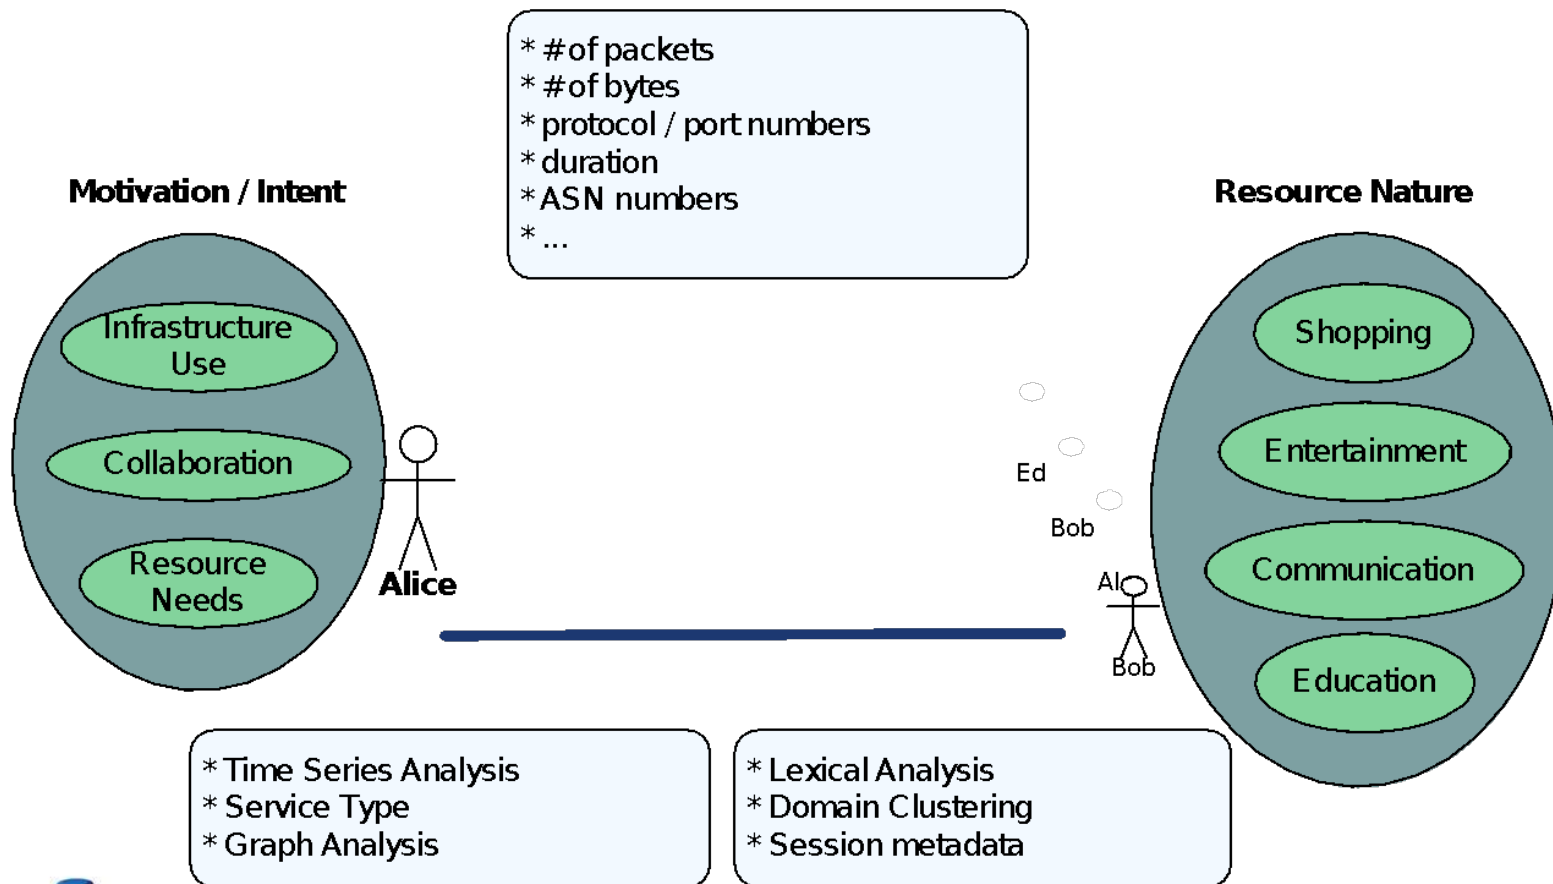 * # of packets
* # of bytes
* protocol / port numbers
* duration
* ASN numbers
* ...
Motivation / Intent
Infrastructure
Use
Collaboration
Resource
Needs
Alice
Ed
Bob
Al
Bob
Resource Nature
Shopping
Entertainment
Communication
Education
* Time Series Analysis
* Service Type
* Graph Analysis
* Lexical Analysis
* Domain Clustering
* Session metadata